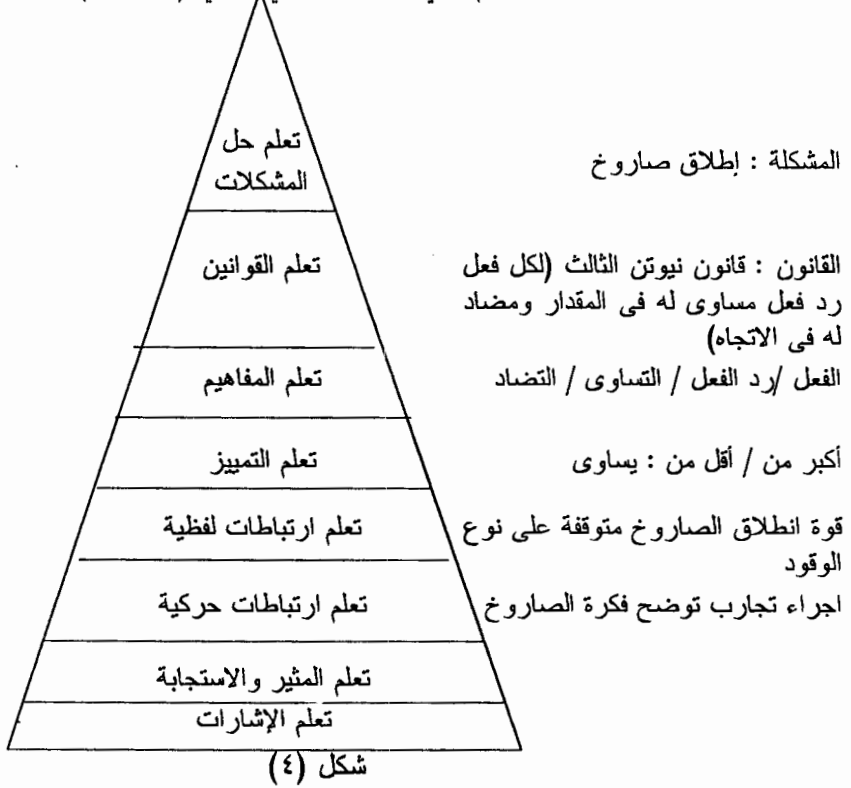 تعلم حل
المشكلات
المشكلة : إطلاق صاروخ
تعلم القوانين
القانون : قانون نيوتن الثالث (لكل فعل
رد فعل مساوى له فى المقدار ومضاد
له فى الاتجاه)
تعلم المفاهيم
الفعل / رد الفعل / التساوى / التضاد
تعلم التمييز
أكبر من / أقل من : يساوى
تعلم ارتباطات لفظية
قوة انطلاق الصاروخ متوقفة على نوع
الوقود
تعلم ارتباطات حركية
اجراء تجارب توضح فكرة الصاروخ
تعلم المثير والاستجابة
تعلم الإشارات
شكل (٤)